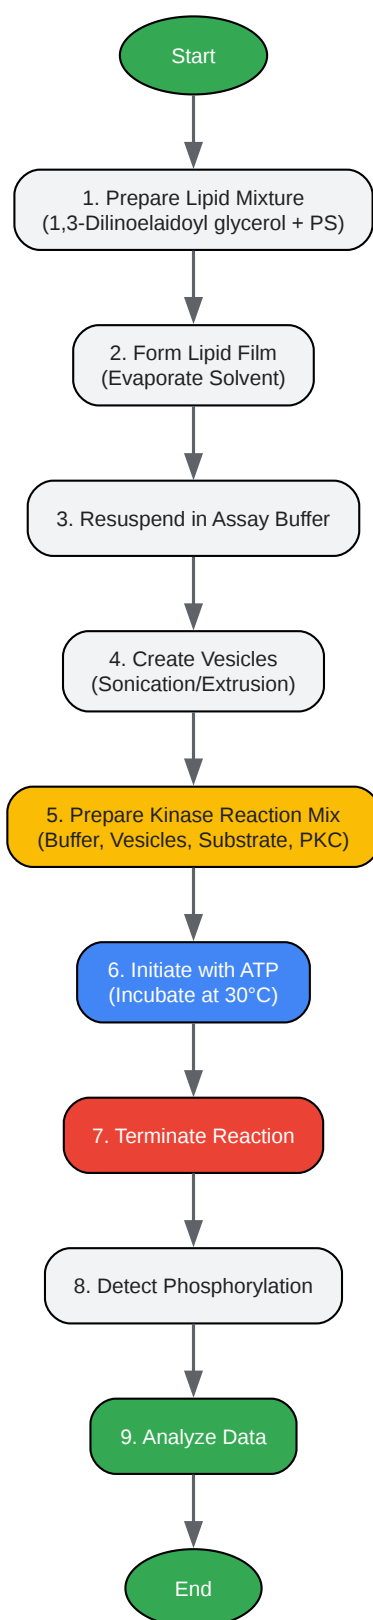 Start
1. Prepare Lipid Mixture
(1,3-Dilinoelaidoyl glycerol + PS)
2. Form Lipid Film
(Evaporate Solvent)
3. Resuspend in Assay Buffer
4. Create Vesicles
(Sonication/Extrusion)
5. Prepare Kinase Reaction Mix
(Buffer, Vesicles, Substrate, PKC)
6. Initiate with ATP
(Incubate at 30°C)
7. Terminate Reaction
8. Detect Phosphorylation
9. Analyze Data
End